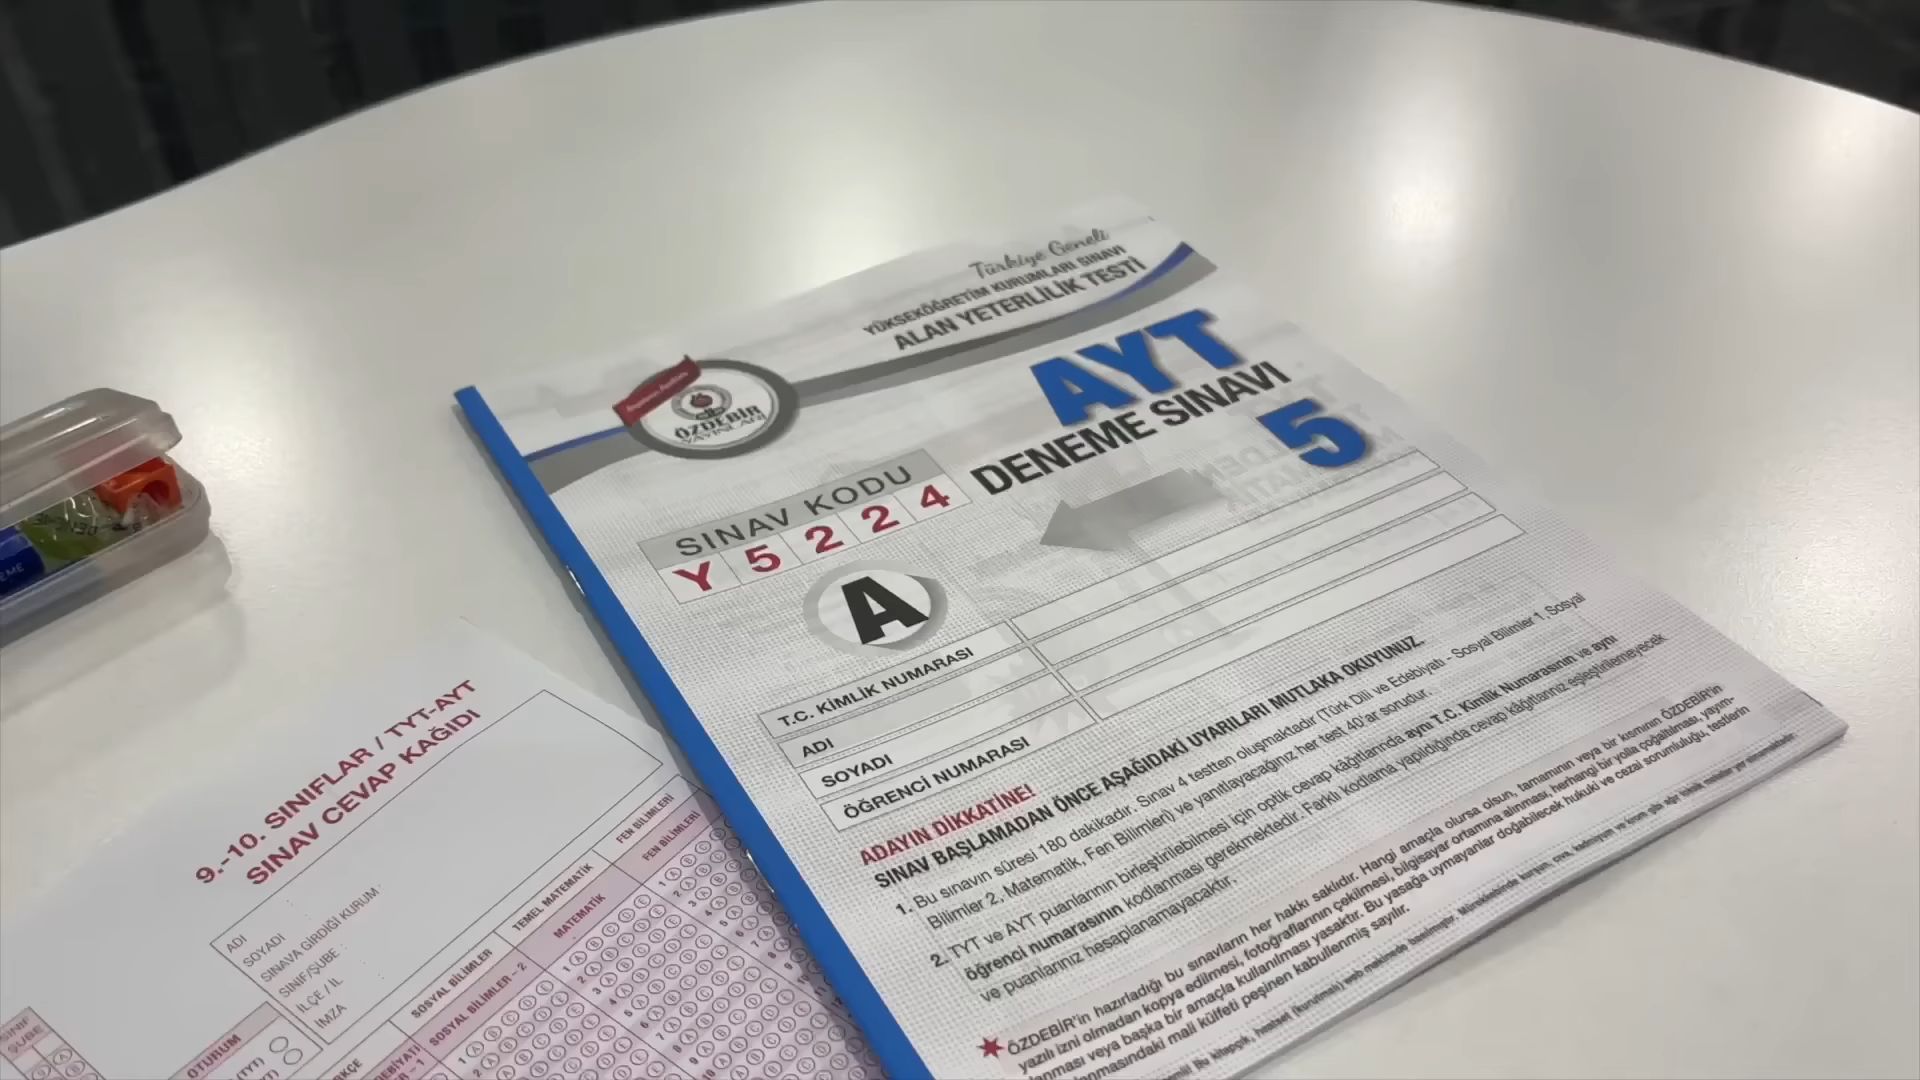 Türkiye Geneli
YÜKSEKÖĞRETİM KURUMLARI SINAVI
ALAN YETERLİLİK TESTİ
AYT
DENEME SINAVI
5
ÖZDEBİR
YAYINLARI
SINAV KODU
Y 5 2 2 4
A
T.C. KİMLİK NUMARASI
ADI
SOYADI
ÖĞRENCİ NUMARASI
ADAYIN DİKKATİNE!
SINAV BAŞLAMADAN ÖNCE AŞAĞIDAKİ UYARILARI MUTLAKA OKUYUNUZ.
1. Bu sınavın süresi 180 dakikadır. Sınav 4 testten oluşmaktadır (Türk Dili ve Edebiyatı - Sosyal Bilimler 1, Sosyal
Bilimler 2, Matematik, Fen Bilimleri) ve yanıtlayacağınız her test 40'ar sorudur.
2. TYT ve AYT puanlarının birleştirilebilmesi için optik cevap kâğıtlarında aynı T.C. Kimlik Numarasının ve aynı
öğrenci numarasının kodlanması gerekmektedir. Farklı kodlama yapıldığında cevap kâğıtlarınız eşleştirilemeyecek
ve puanlarınız hesaplanamayacaktır.
ÖZDEBİR'in hazırladığı bu sınavların her hakkı saklıdır. Hangi amaçla olursa olsun, tamamının veya bir kısmının ÖZDEBİR'in
yazılı izni olmadan kopya edilmesi, fotoğraflarının çekilmesi, bilgisayar ortamına alınması, herhangi bir yolla çoğaltılması, yayım-
lanması veya başka bir amaçla kullanılması yasaktır. Bu yasağa uymayanlar doğabilecek hukuki ve cezai sorumluluğu, testlerin
masındaki mali külfeti peşinen kabullenmiş sayılır.
9.-10. SINIFLAR / TYT-AYT
SINAV CEVAP KAĞIDI
ADI :
SOYADI :
SINAVA GİRDİĞİ KURUM :
SINIF/ŞUBE :
İLÇE / İL :
İMZA :
SOSYAL BİLİMLER
TEMEL MATEMATİK
FEN BİLİMLERİ
SOSYAL BİLİMLER - 2
MATEMATİK
FEN BİLİMLERİ
OTURUM
(TYT)
SINIF
ŞUBE